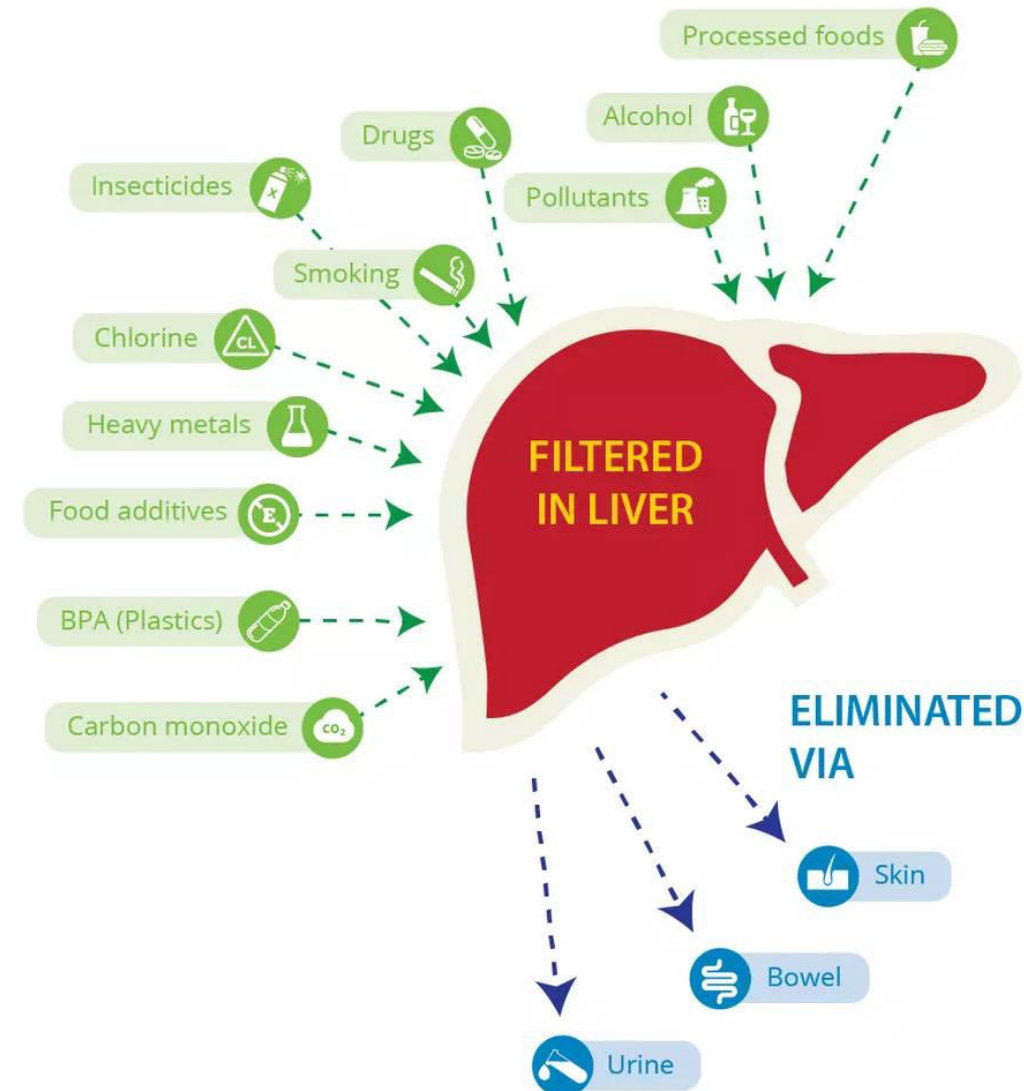 Processed foods
Alcohol
Drugs
Insecticides
X
Pollutants
Smoking
Chlorine
CL
Heavy metals
Food additives
E
FILTERED
IN LIVER
BPA (Plastics)
Carbon monoxide
CO₂
ELIMINATED
VIA
Skin
Bowel
Urine